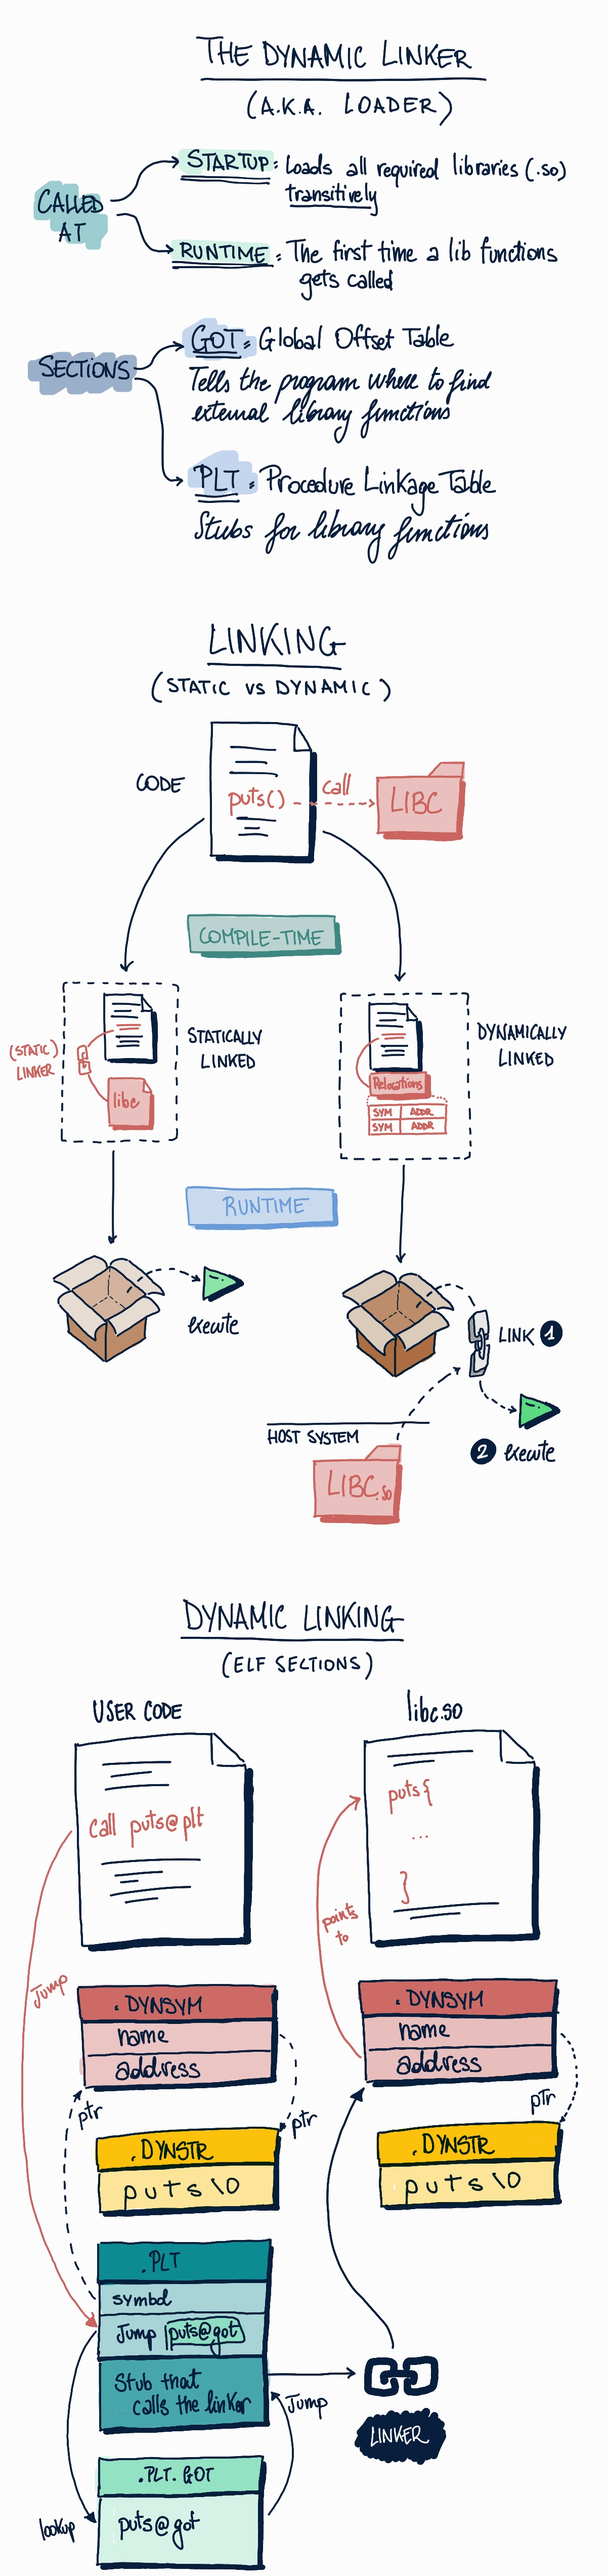 THE DYNAMIC LINKER
(A.K.A. LOADER)
CALLED
AT
STARTUP: Loads all required libraries (.so)
transitively
RUNTIME: The first time a lib functions
gets called
SECTIONS
GOT: Global Offset Table
Tells the program where to find
external library functions
PLT: Procedure Linkage Table
Stubs for library functions
LINKING
(STATIC VS DYNAMIC)
CODE
puts()
call
LIBC
COMPILE-TIME
(STATIC)
LINKER
libc
STATICALLY
LINKED
Relocations
SYM ADDR
SYM ADDR
DYNAMICALLY
LINKED
RUNTIME
execute
LINK 1
HOST SYSTEM
2 execute
LIBC.so
DYNAMIC LINKING
(ELF SECTIONS)
USER CODE
call puts@plt
Jump
.DYNSYM
name
address
ptr
ptr
.DYNSTR
puts\0
.PLT
symbol
Jump puts@got
Stub that
calls the linker
Jump
.PLT.GOT
puts@got
lookup
libc.so
puts{
...
}
points
to
.DYNSYM
name
address
ptr
.DYNSTR
puts\0
LINKER